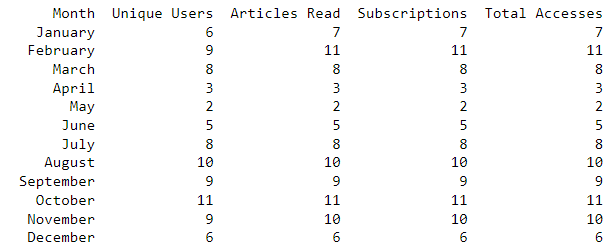 Month Unique Users Articles Read Subscriptions Total Accesses
January 6 7 7 7
February 9 11 11 11
March 8 8 8 8
April 3 3 3 3
May 2 2 2 2
June 5 5 5 5
July 8 8 8 8
August 10 10 10 10
September 9 9 9 9
October 11 11 11 11
November 9 10 10 10
December 6 6 6 6